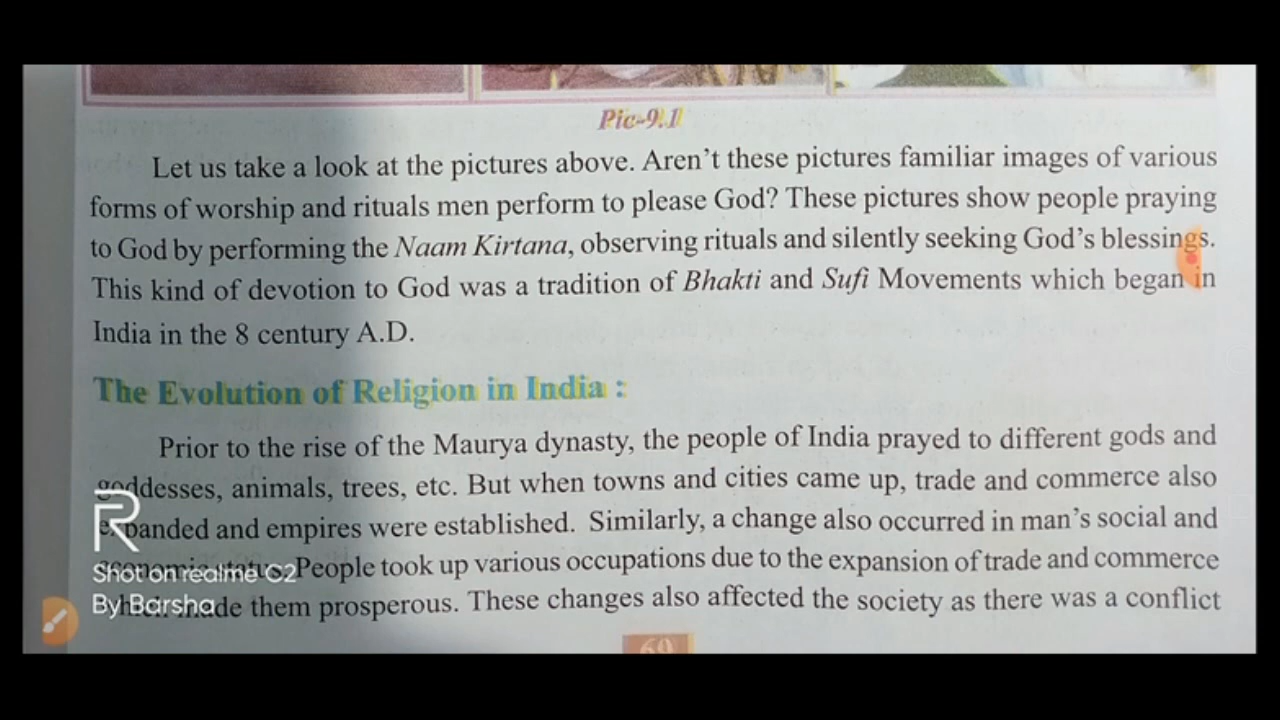 Pic-9.1
Let us take a look at the pictures above. Aren't these pictures familiar images of various
forms of worship and rituals men perform to please God? These pictures show people praying
to God by performing the Naam Kirtana, observing rituals and silently seeking God's blessings.
This kind of devotion to God was a tradition of Bhakti and Sufi Movements which began in
India in the 8 century A.D.
The Evolution of Religion in India :
Prior to the rise of the Maurya dynasty, the people of India prayed to different gods and
goddesses, animals, trees, etc. But when towns and cities came up, trade and commerce also
expanded and empires were established. Similarly, a change also occurred in man's social and
economic status. People took up various occupations due to the expansion of trade and commerce
which made them prosperous. These changes also affected the society as there was a conflict
R
Shot on realme C2
By Barsha